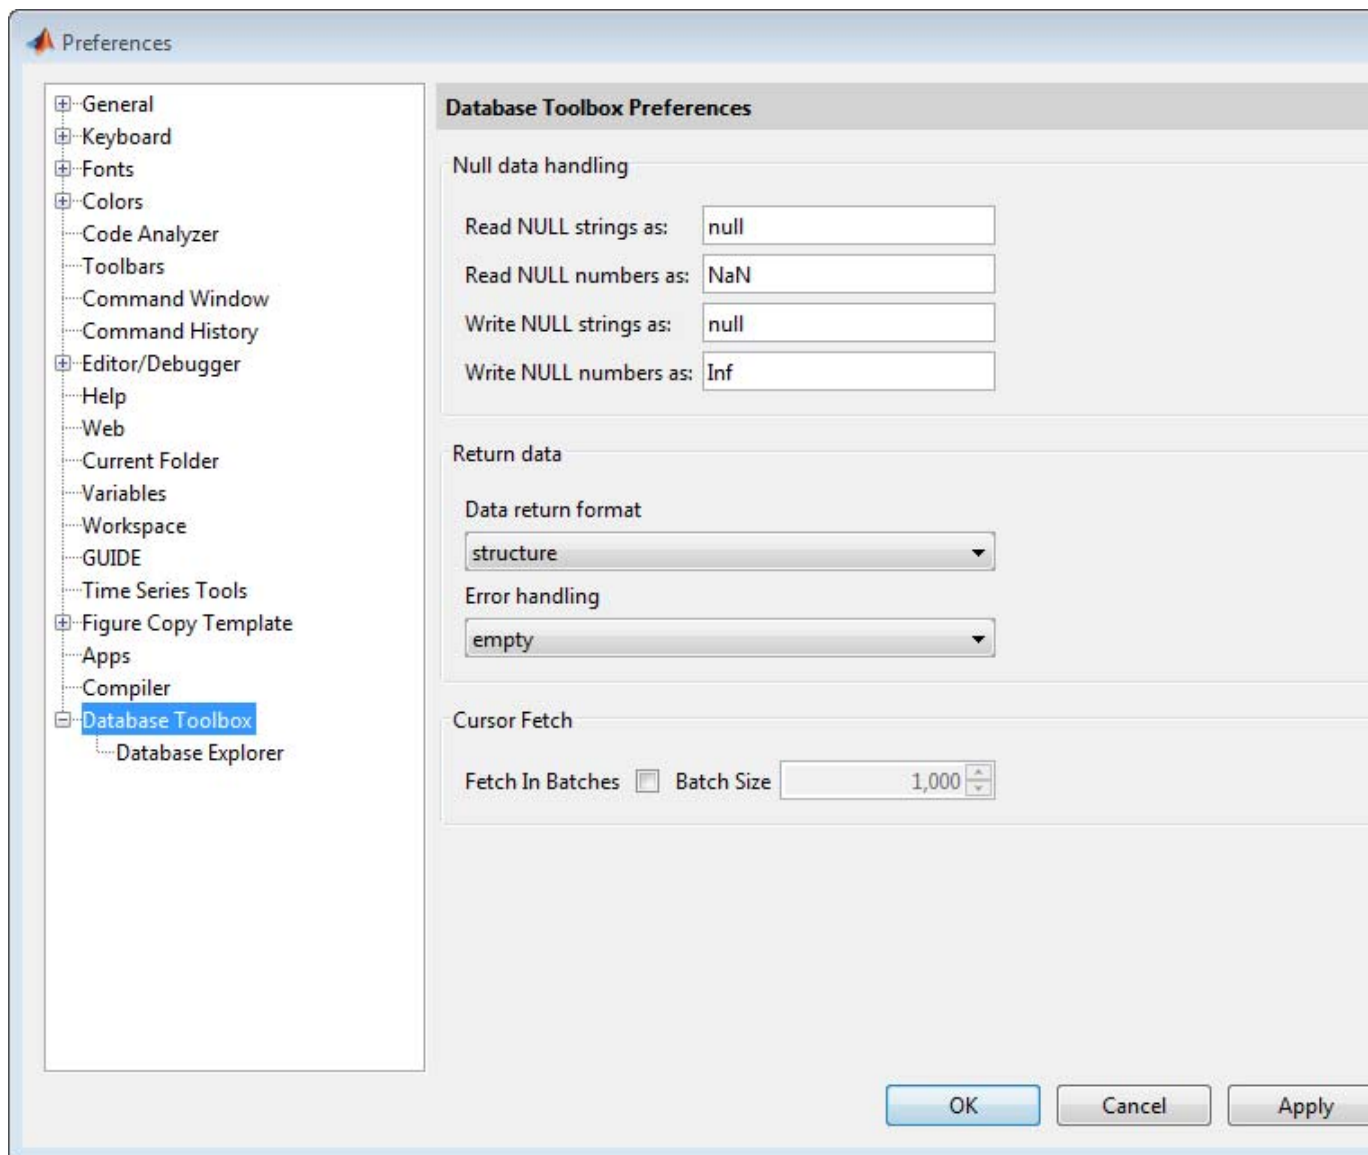 Preferences
General
Keyboard
Fonts
Colors
Code Analyzer
Toolbars
Command Window
Command History
Editor/Debugger
Help
Web
Current Folder
Variables
Workspace
GUIDE
Time Series Tools
Figure Copy Template
Apps
Compiler
Database Toolbox
Database Explorer
Database Toolbox Preferences
Null data handling
Read NULL strings as: null
Read NULL numbers as: NaN
Write NULL strings as: null
Write NULL numbers as: Inf
Return data
Data return format
structure
Error handling
empty
Cursor Fetch
Fetch In Batches Batch Size 1,000
OK Cancel Apply